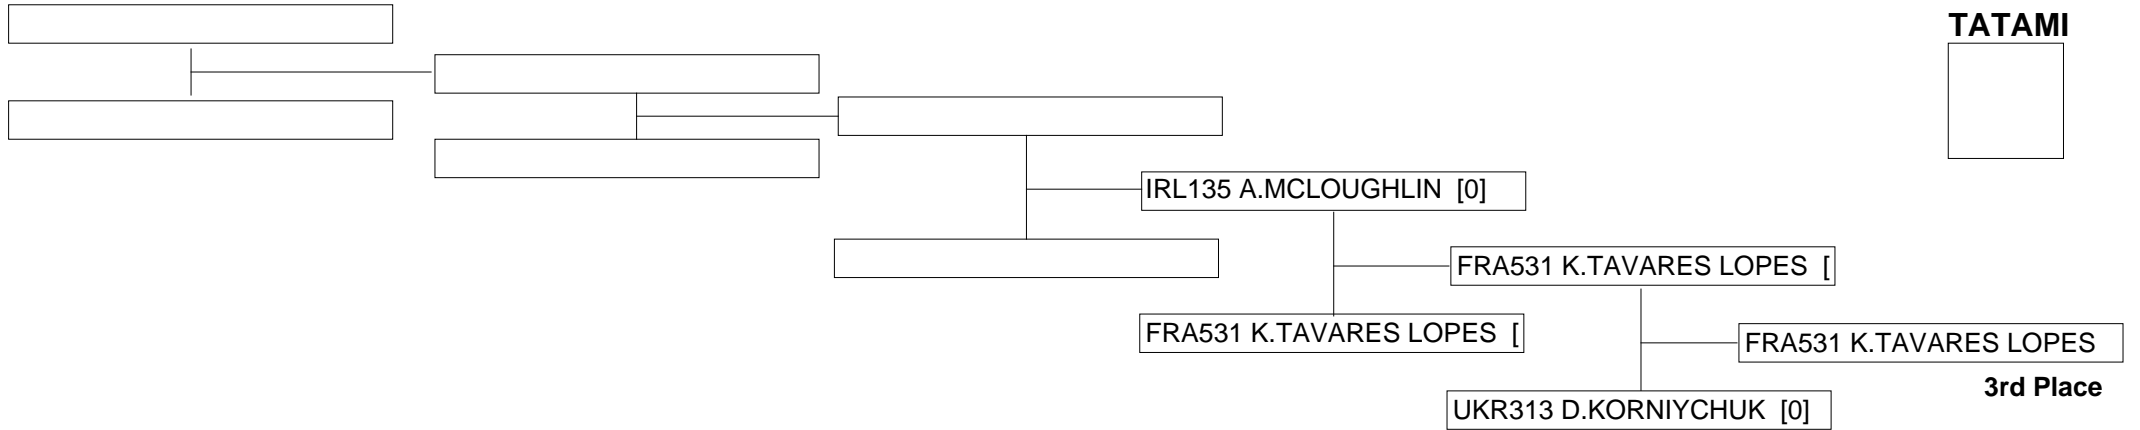 TATAMI
IRL135 A.MCLOUGHLIN [0]
FRA531 K.TAVARES LOPES [
FRA531 K.TAVARES LOPES [
FRA531 K.TAVARES LOPES
3rd Place
UKR313 D.KORNIYCHUK [0]